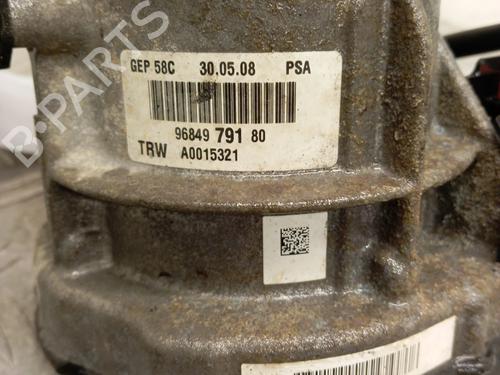 B-PARTS
GEP 58C 30.05.08 PSA
96849 791 80
TRW A0015321